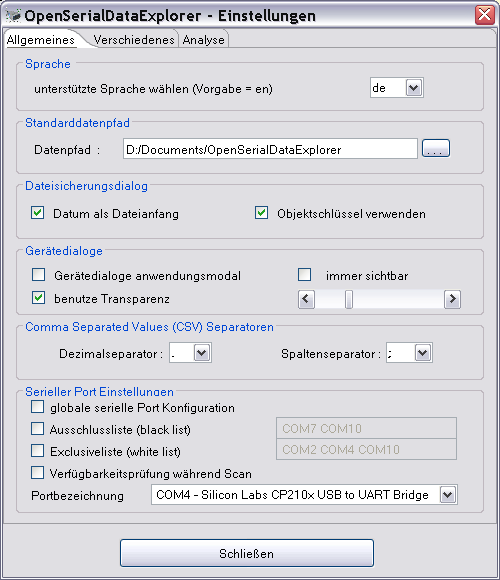 OpenSerialDataExplorer - Einstellungen
Allgemeines Verschiedenes Analyse
Sprache
unterstützte Sprache wählen (Vorgabe = en) de
Standarddatenpfad
Datenpfad : D:/Documents/OpenSerialDataExplorer ...
Dateisicherungsdialog
Datum als Dateianfang Objektschlüssel verwenden
Gerätedialoge
Gerätedialoge anwendungsmodal immer sichtbar
benutze Transparenz
Comma Separated Values (CSV) Separatoren
Dezimalseparator : . Spaltenseparator : ;
Serieller Port Einstellungen
globale serielle Port Konfiguration
Ausschlussliste (black list) COM7 COM10
Exclusiveliste (white list) COM2 COM4 COM10
Verfügbarkeitsprüfung während Scan
Portbezeichnung COM4 - Silicon Labs CP210x USB to UART Bridge
Schließen